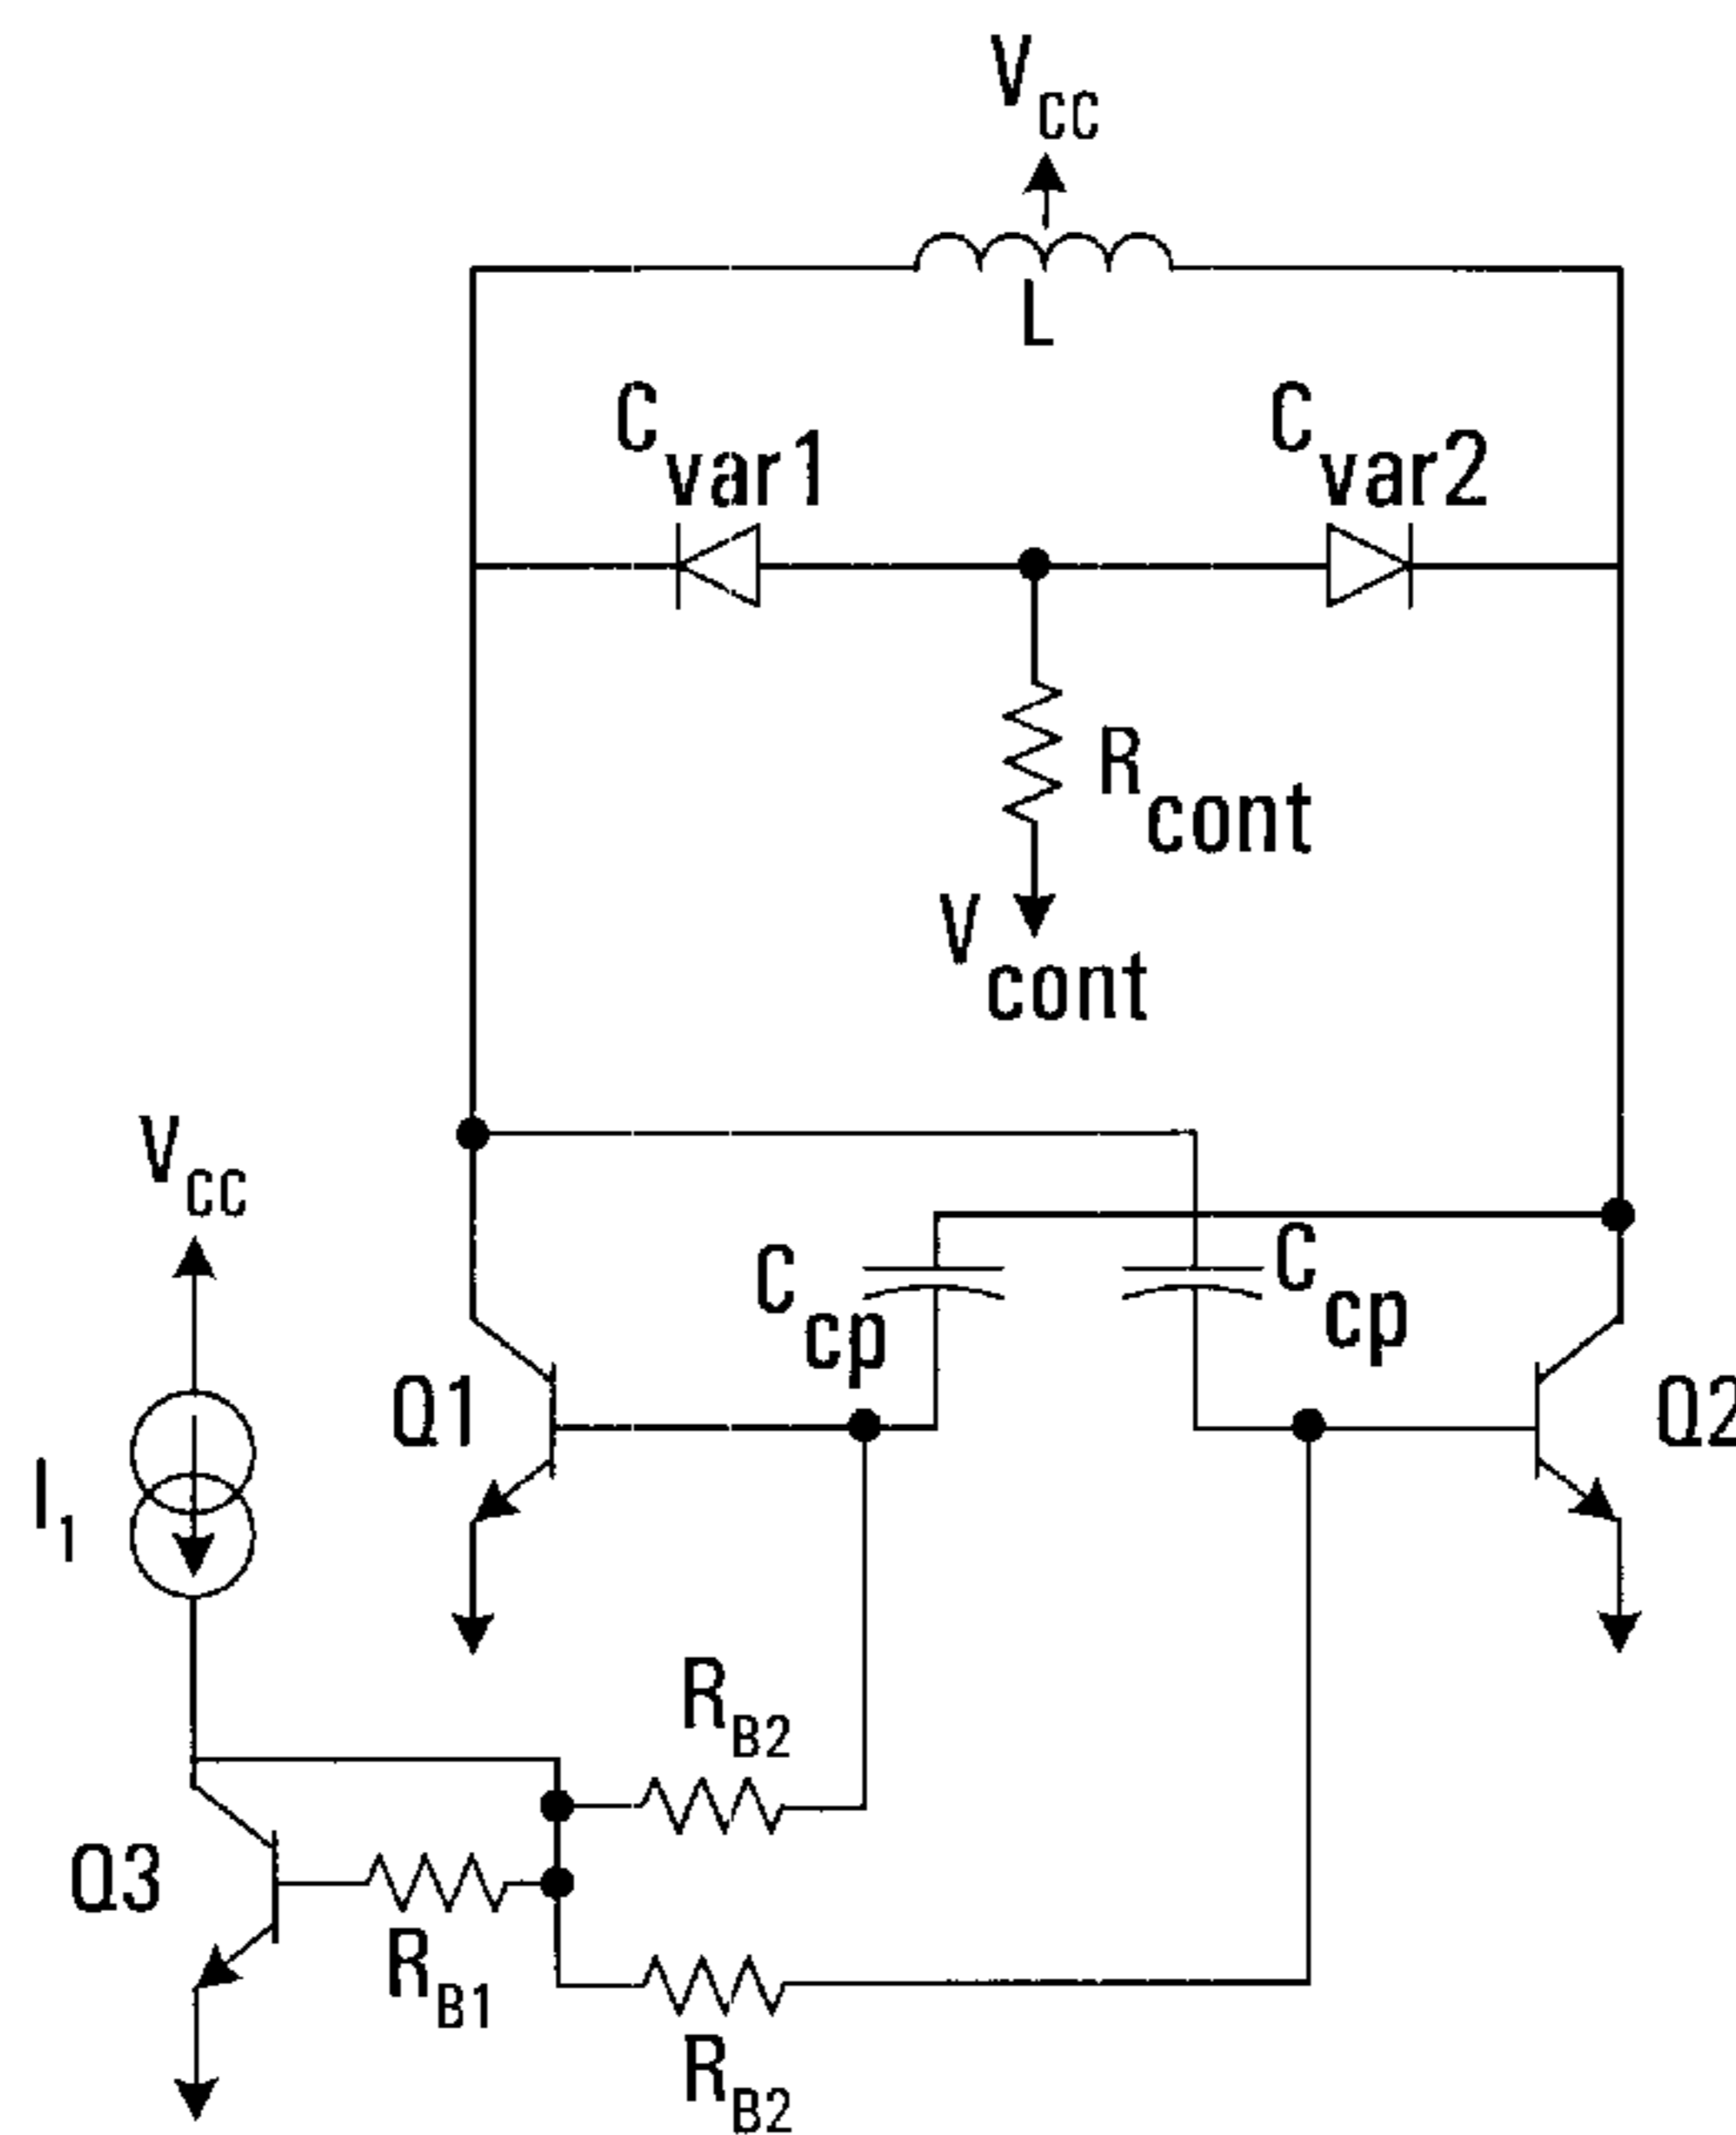 VCC
L
Cvar1
Cvar2
Rcont
Vcont
VCC
Ccp
Ccp
Q1
Q2
I1
RB2
Q3
RB1
RB2